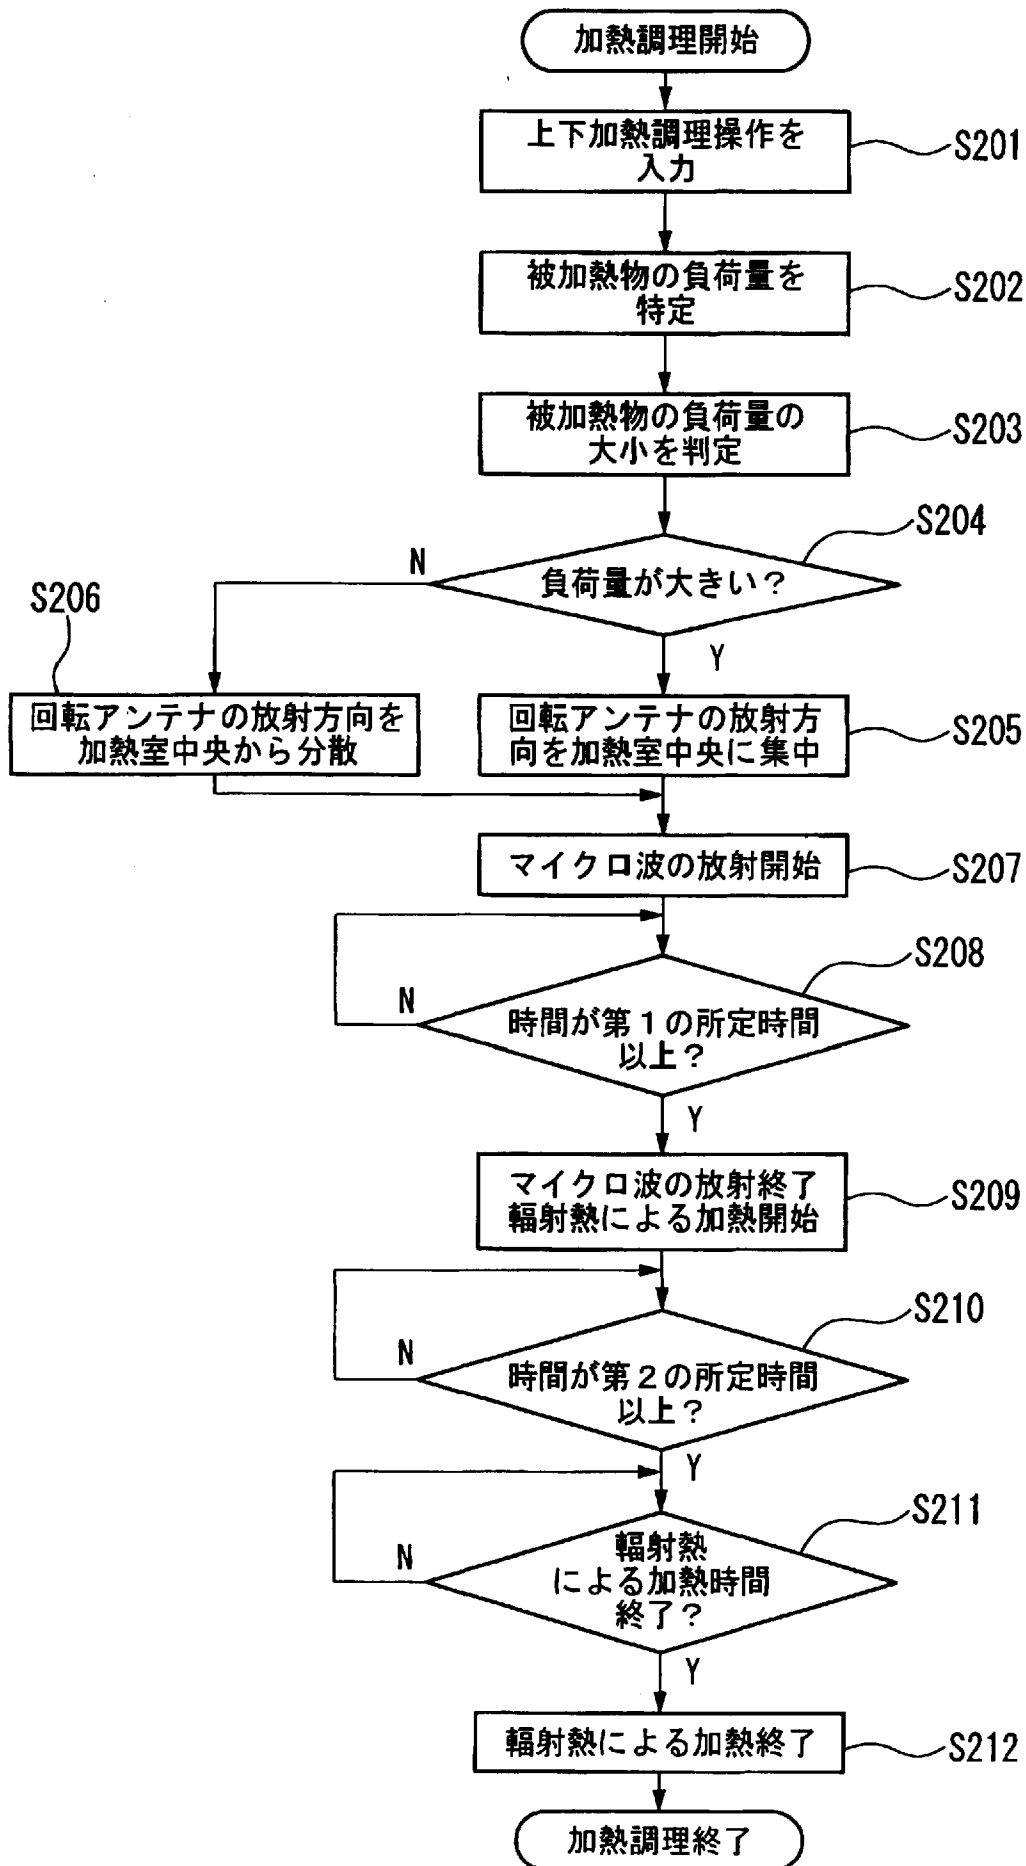 加熱調理開始
上下加熱調理操作を
入力
S201
被加熱物の負荷量を
特定
S202
被加熱物の負荷量の
大小を判定
S203
S204
負荷量が大きい？
N
Y
S206
回転アンテナの放射方向を
加熱室中央から分散
回転アンテナの放射方
向を加熱室中央に集中
S205
マイクロ波の放射開始
S207
S208
N
時間が第１の所定時間
以上？
Y
マイクロ波の放射終了
輻射熱による加熱開始
S209
S210
N
時間が第２の所定時間
以上？
Y
S211
N
輻射熱
による加熱時間
終了？
Y
輻射熱による加熱終了
S212
加熱調理終了